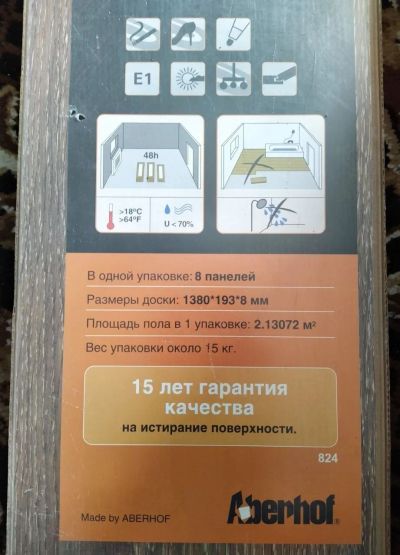 E1
48h
>18°C
>64°F
U < 70%
В одной упаковке: 8 панелей
Размеры доски: 1380*193*8 мм
Площадь пола в 1 упаковке: 2.13072 м²
Вес упаковки около 15 кг.
15 лет гарантия
качества
на истирание поверхности.
824
Made by ABERHOF
Aberhof®